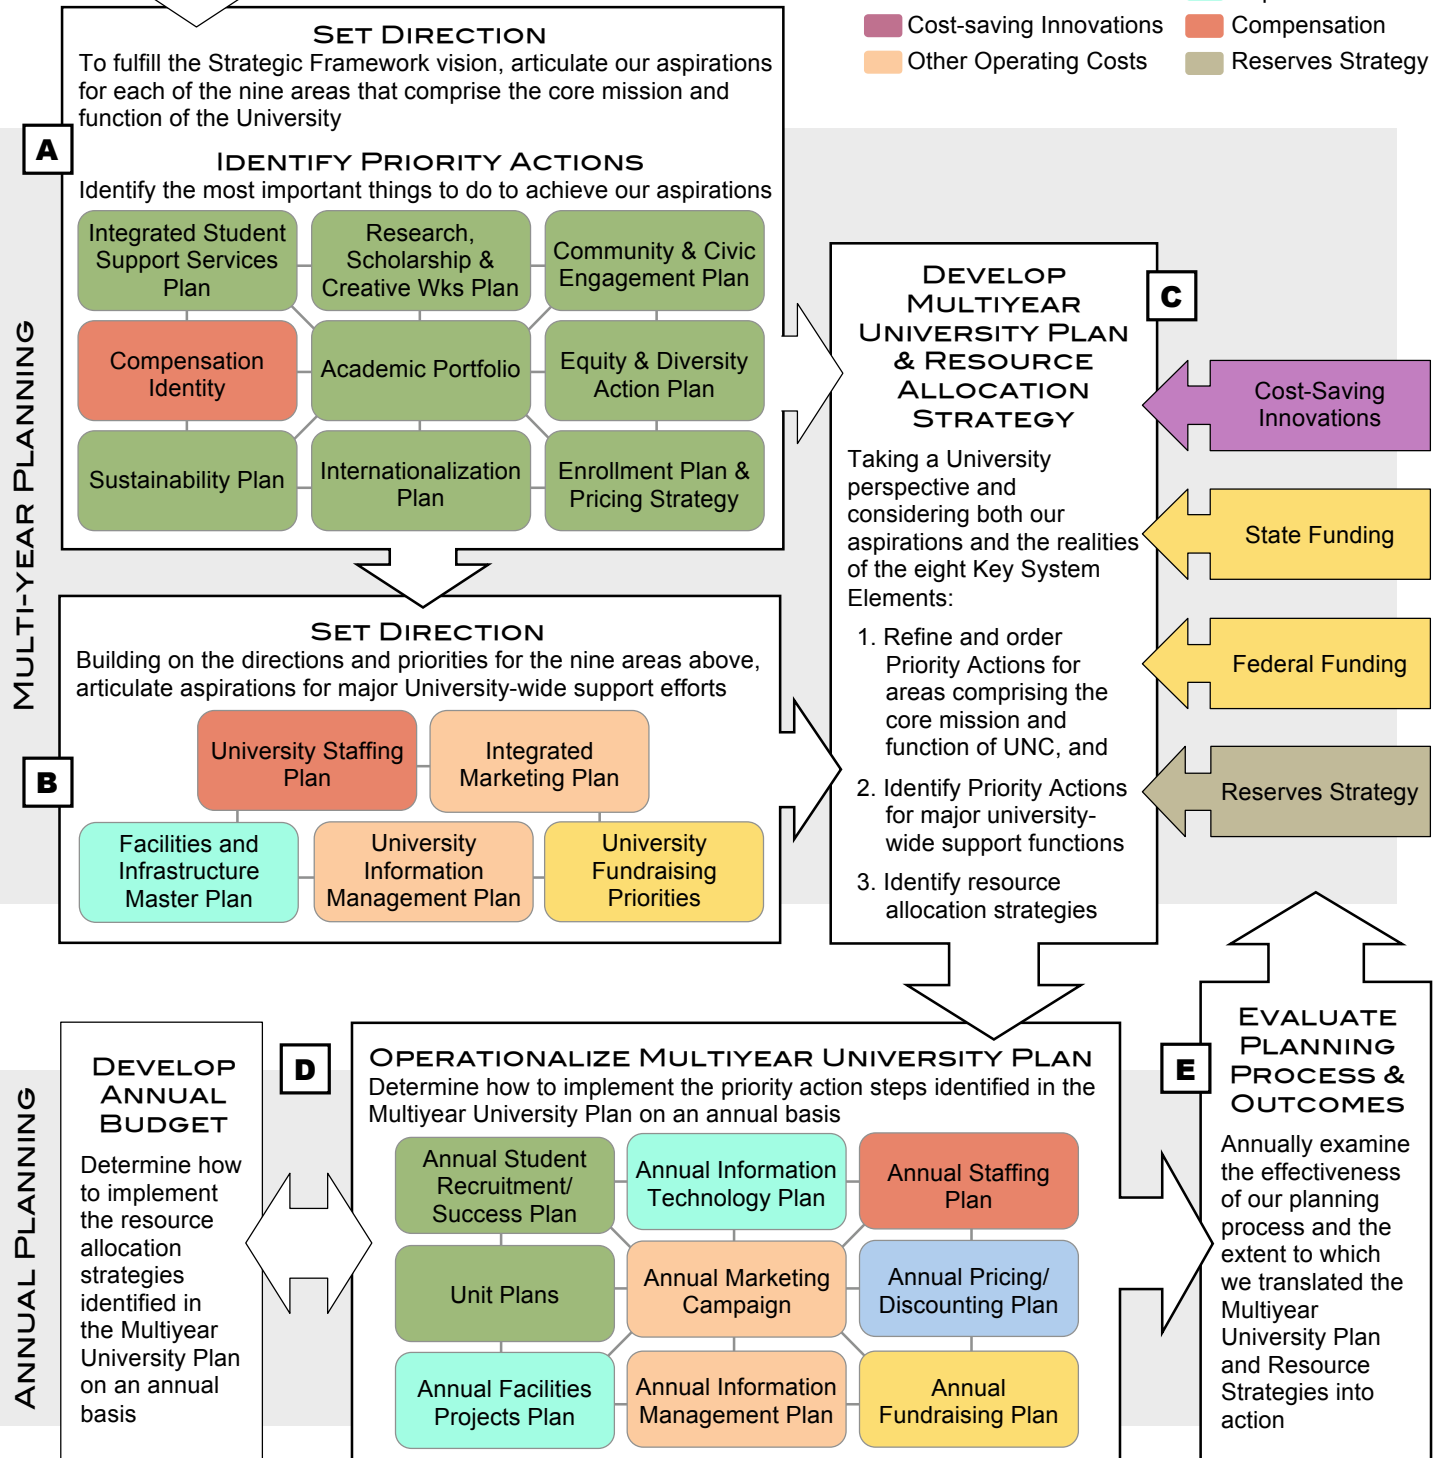 Cost-saving Innovations
Compensation
Other Operating Costs
Reserves Strategy
SET DIRECTION
To fulfill the Strategic Framework vision, articulate our aspirations
for each of the nine areas that comprise the core mission and
function of the University
A
IDENTIFY PRIORITY ACTIONS
Identify the most important things to do to achieve our aspirations
Integrated Student
Support Services
Plan
Research,
Scholarship &
Creative Wks Plan
Community & Civic
Engagement Plan
Compensation
Identity
Academic Portfolio
Equity & Diversity
Action Plan
Sustainability Plan
Internationalization
Plan
Enrollment Plan &
Pricing Strategy
MULTI-YEAR PLANNING
SET DIRECTION
Building on the directions and priorities for the nine areas above,
articulate aspirations for major University-wide support efforts
B
University Staffing
Plan
Integrated
Marketing Plan
Facilities and
Infrastructure
Master Plan
University
Information
Management Plan
University
Fundraising
Priorities
C
DEVELOP
MULTIYEAR
UNIVERSITY PLAN
& RESOURCE
ALLOCATION
STRATEGY
Taking a University
perspective and
considering both our
aspirations and the realities
of the eight Key System
Elements:
1. Refine and order
Priority Actions for
areas comprising the
core mission and
function of UNC, and
2. Identify Priority Actions
for major university-
wide support functions
3. Identify resource
allocation strategies
Cost-Saving
Innovations
State Funding
Federal Funding
Reserves Strategy
ANNUAL PLANNING
DEVELOP
ANNUAL
BUDGET
Determine how
to implement
the resource
allocation
strategies
identified in
the Multiyear
University Plan
on an annual
basis
D
OPERATIONALIZE MULTIYEAR UNIVERSITY PLAN
Determine how to implement the priority action steps identified in the
Multiyear University Plan on an annual basis
Annual Student
Recruitment/
Success Plan
Annual Information
Technology Plan
Annual Staffing
Plan
Unit Plans
Annual Marketing
Campaign
Annual Pricing/
Discounting Plan
Annual Facilities
Projects Plan
Annual Information
Management Plan
Annual
Fundraising Plan
E
EVALUATE
PLANNING
PROCESS &
OUTCOMES
Annually examine
the effectiveness
of our planning
process and the
extent to which
we translated the
Multiyear
University Plan
and Resource
Strategies into
action